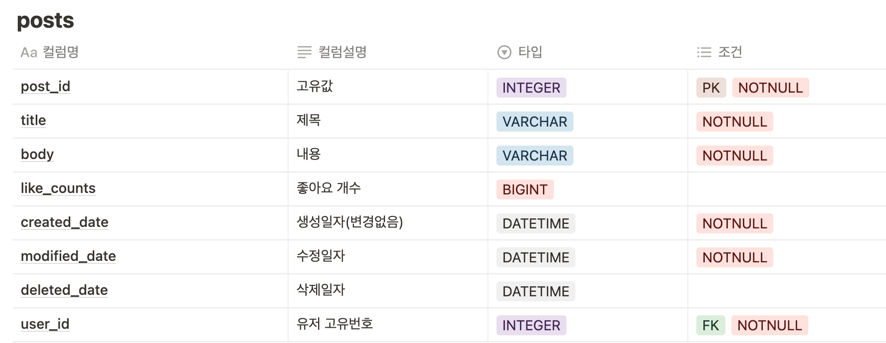 posts
Aa 컬럼명 컬럼설명 타입 조건
post_id 고유값 INTEGER PK NOTNULL
title 제목 VARCHAR NOTNULL
body 내용 VARCHAR NOTNULL
like_counts 좋아요 개수 BIGINT
created_date 생성일자(변경없음) DATETIME NOTNULL
modified_date 수정일자 DATETIME NOTNULL
deleted_date 삭제일자 DATETIME
user_id 유저 고유번호 INTEGER FK NOTNULL